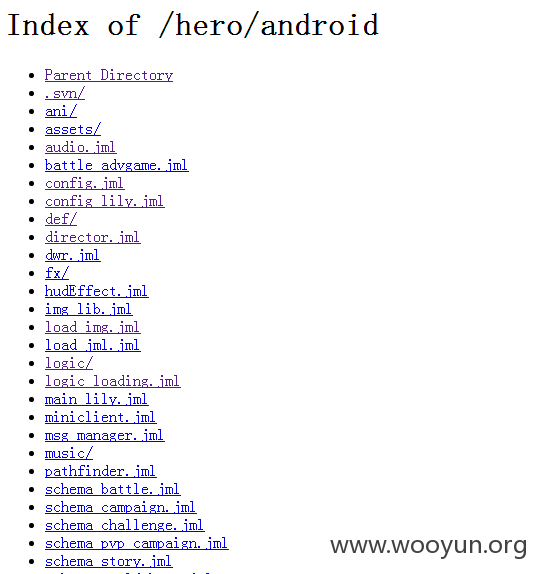 Index of /hero/android
Parent Directory
.svn/
ani/
assets/
audio.jml
battle_advgame.jml
config.jml
config_lily.jml
def/
director.jml
dwr.jml
fx/
hudEffect.jml
img_lib.jml
load_img.jml
load_jml.jml
logic/
logic_loading.jml
main_lily.jml
miniclient.jml
msg_manager.jml
music/
pathfinder.jml
schema_battle.jml
schema_campaign.jml
schema_challenge.jml
schema_pvp_campaign.jml
schema_story.jml
www.wooyun.org